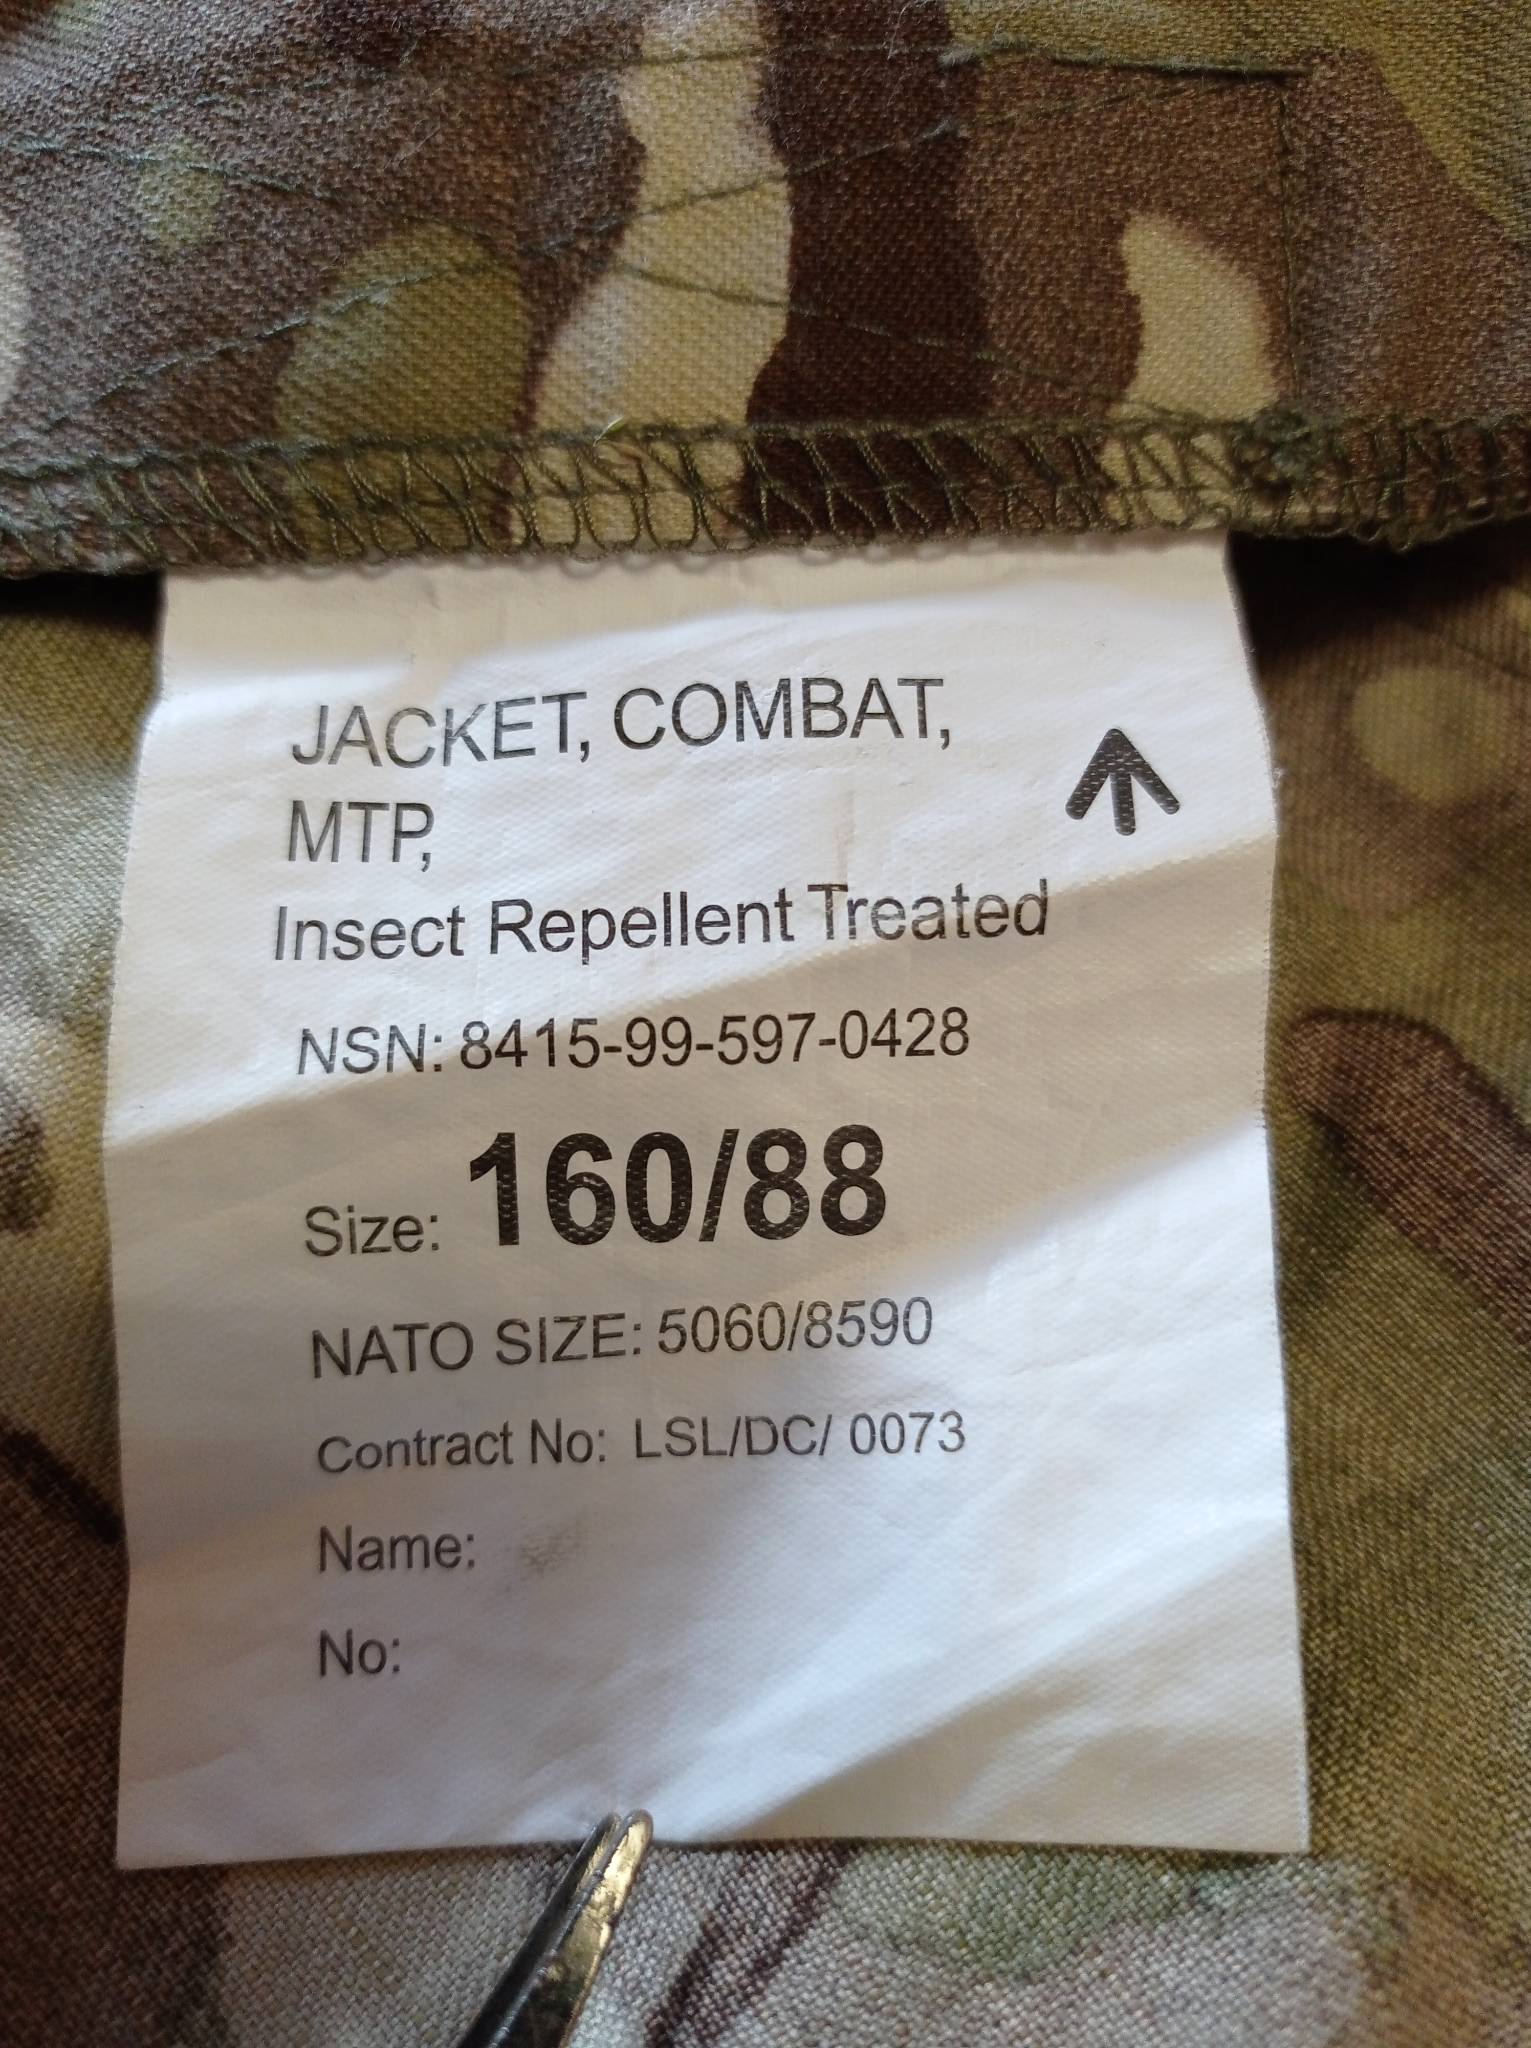 JACKET, COMBAT,
MTP,
Insect Repellent Treated
NSN: 8415-99-597-0428
Size: 160/88
NATO SIZE: 5060/8590
Contract No: LSL/DC/ 0073
Name:
No: